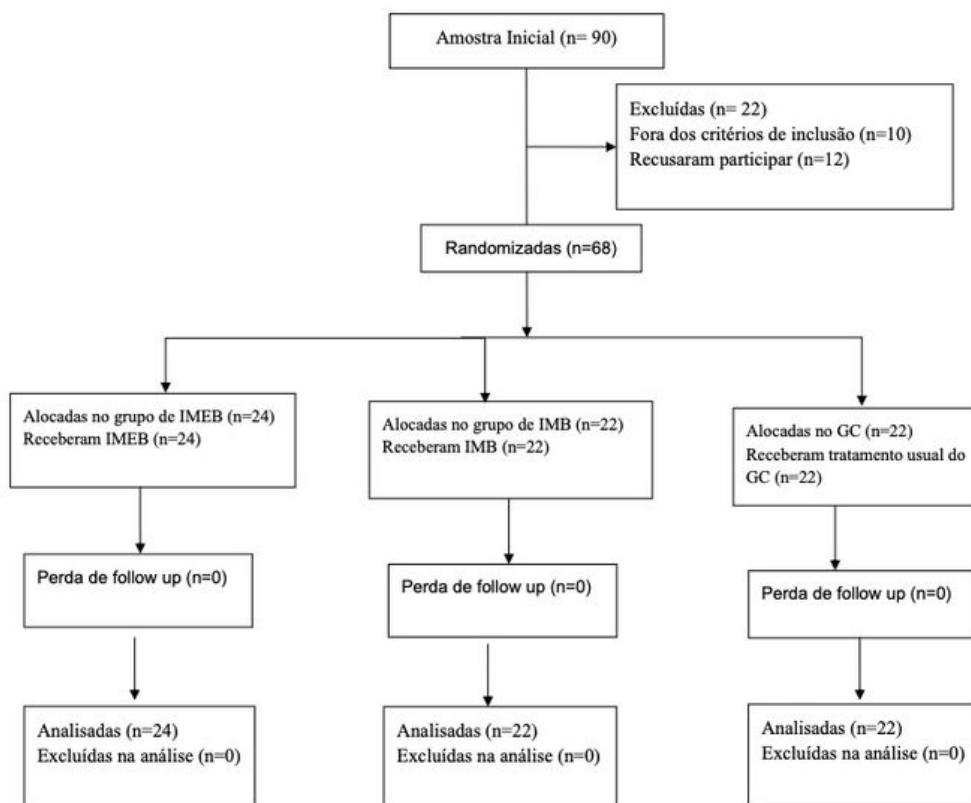 Amostra Inicial (n= 90)
Excluídas (n= 22)
Fora dos critérios de inclusão (n=10)
Recusaram participar (n=12)
Randomizadas (n=68)
Alocadas no grupo de IMEB (n=24)
Receberam IMEB (n=24)
Alocadas no grupo de IMB (n=22)
Receberam IMB (n=22)
Alocadas no GC (n=22)
Receberam tratamento usual do
GC (n=22)
Perda de follow up (n=0)
Perda de follow up (n=0)
Perda de follow up (n=0)
Analisadas (n=24)
Excluídas na análise (n=0)
Analisadas (n=22)
Excluídas na análise (n=0)
Analisadas (n=22)
Excluídas na análise (n=0)